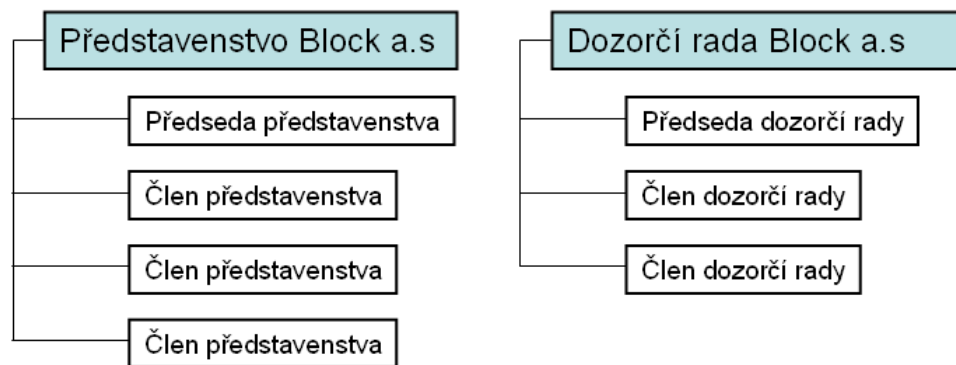 Představenstvo Block a.s
Předseda představenstva
Člen představenstva
Člen představenstva
Člen představenstva
Dozorčí rada Block a.s
Předseda dozorčí rady
Člen dozorčí rady
Člen dozorčí rady